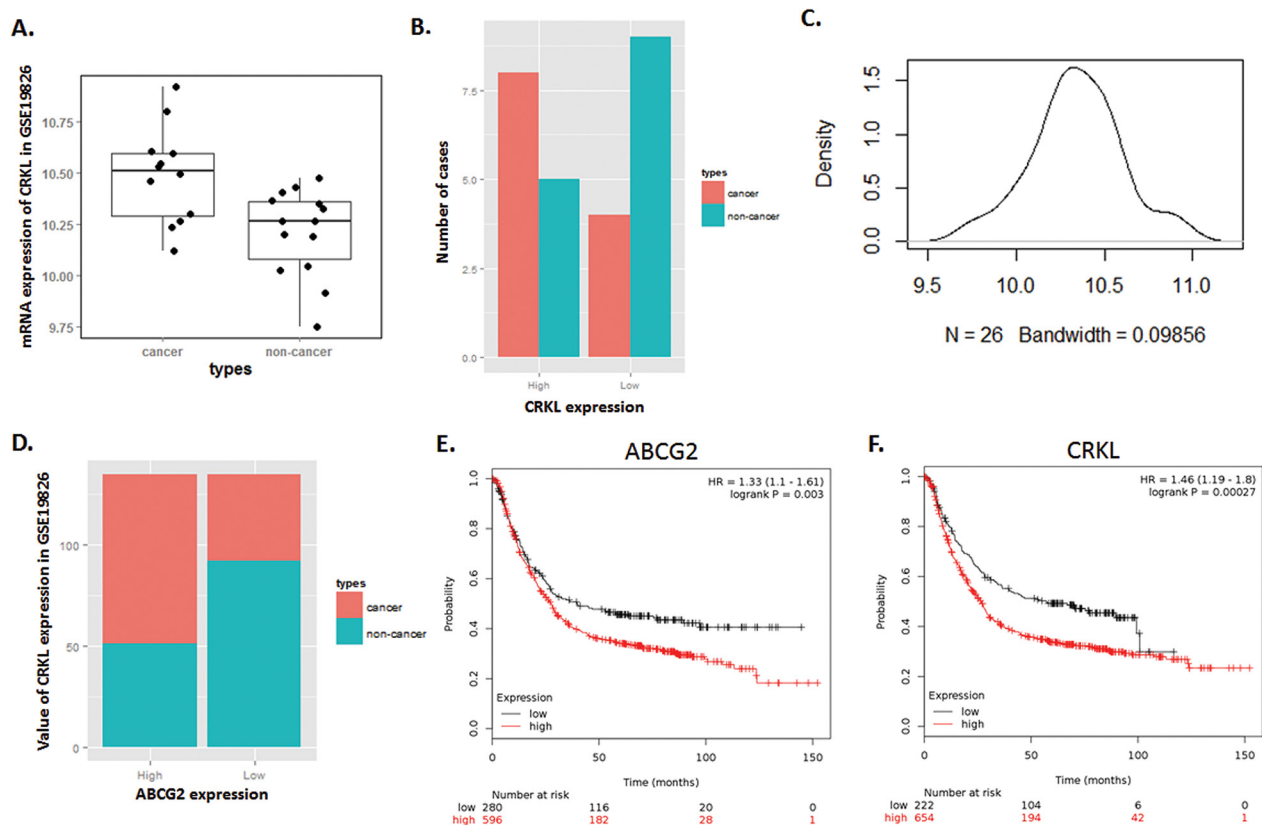 A.
mRNA expression of CRKL in GSE19826
10.75
10.50
10.25
10.00
9.75
cancer non-cancer
types
B.
Number of cases
7.5
5.0
2.5
0.0
High Low
CRKL expression
types
cancer
non-cancer
C.
Density
1.5
1.0
0.5
0.0
9.5 10.0 10.5 11.0
N = 26 Bandwidth = 0.09856
D.
Value of CRKL expression in GSE19826
100
50
0
High Low
ABCG2 expression
types
cancer
non-cancer
E.
ABCG2
HR = 1.33 (1.1 - 1.61)
logrank P = 0.003
Probability
1.0
0.8
0.6
0.4
0.2
0.0
Expression
low
high
0 50 100 150
Time (months)
Number at risk
low 280 116 20 0
high 596 182 28 1
F.
CRKL
HR = 1.46 (1.19 - 1.8)
logrank P = 0.00027
Probability
1.0
0.8
0.6
0.4
0.2
0.0
Expression
low
high
0 50 100 150
Time (months)
Number at risk
low 222 104 6 0
high 654 194 42 1